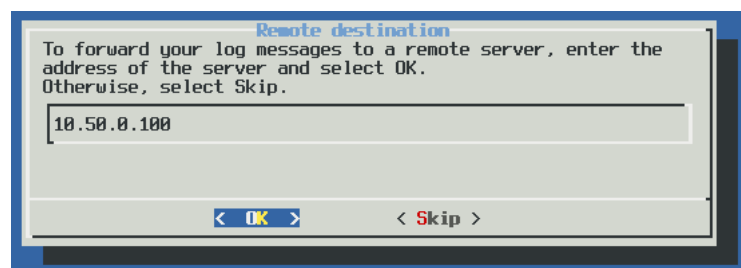 Remote destination
To forward your log messages to a remote server, enter the
address of the server and select OK.
Otherwise, select Skip.
10.50.0.100
< OK > < Skip >